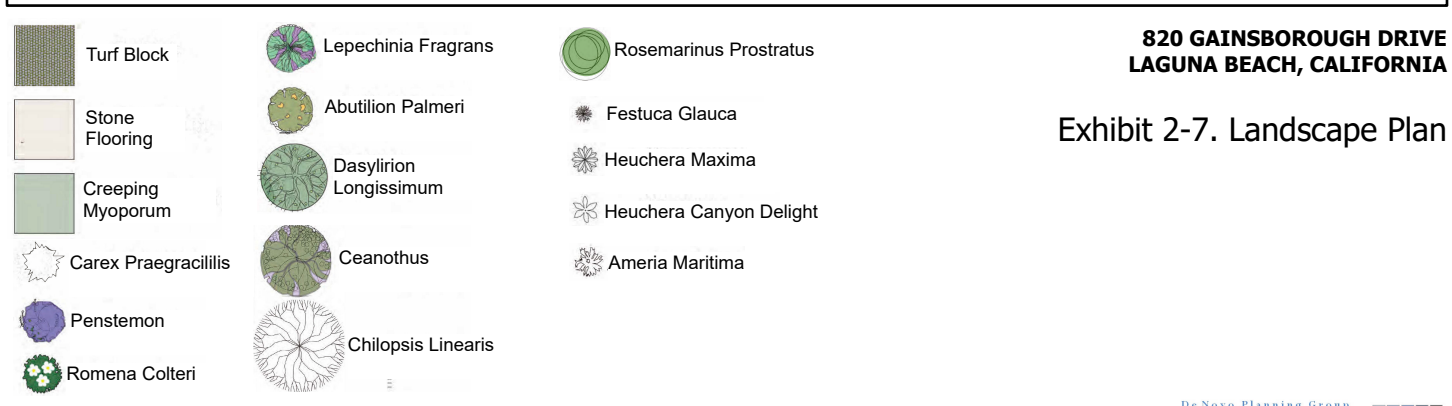 Turf Block
Stone
Flooring
Creeping
Myoporum
Carex Praegracililis
Penstemon
Romena Colteri
Lepechinia Fragrans
Abutilion Palmeri
Dasylirion
Longissimum
Ceanothus
Chilopsis Linearis
Rosemarinus Prostratus
Festuca Glauca
Heuchera Maxima
Heuchera Canyon Delight
Ameria Maritima
820 GAINSBOROUGH DRIVE
LAGUNA BEACH, CALIFORNIA
Exhibit 2-7. Landscape Plan
De Novo Planning Group